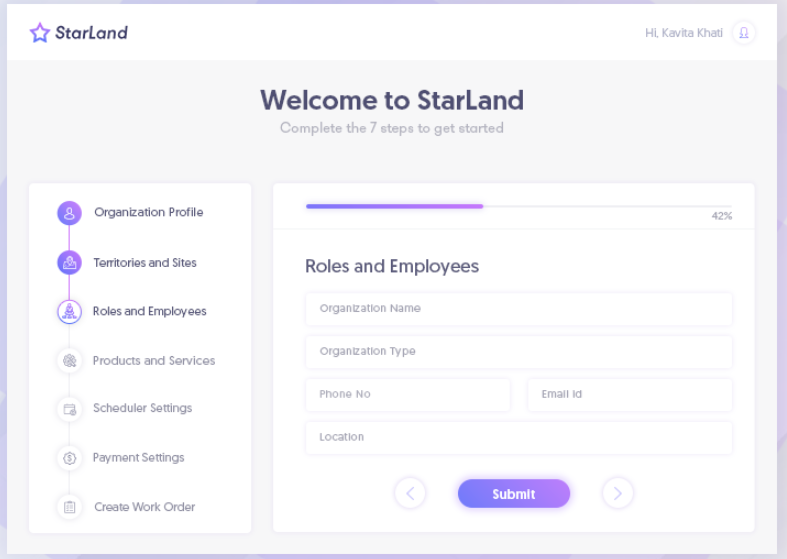 StarLand
Hi, Kavita Khati
Welcome to StarLand
Complete the 7 steps to get started
Organization Profile
Territories and Sites
Roles and Employees
Products and Services
Scheduler Settings
Payment Settings
Create Work Order
42%
Roles and Employees
Organization Name
Organization Type
Phone No
Email id
Location
Submit